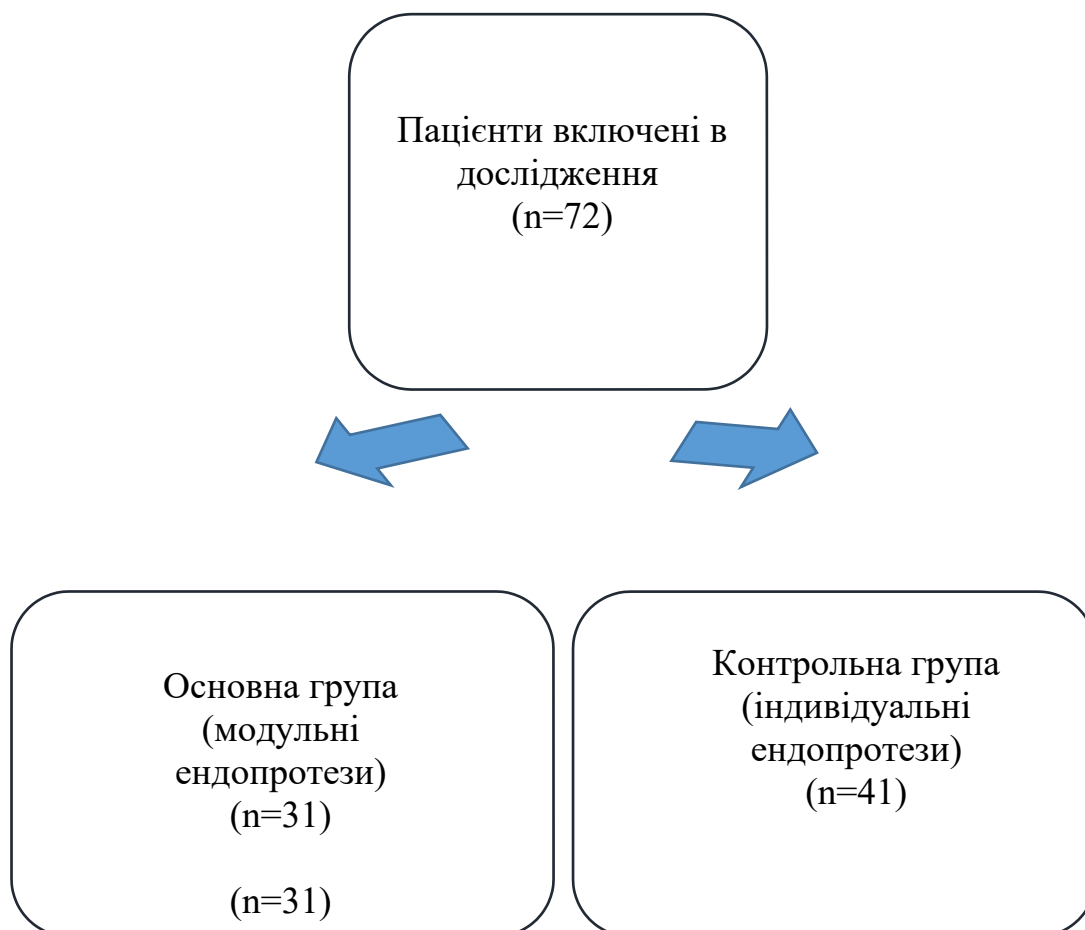 Пацієнти включені в
дослідження
(n=72)
Основна група
(модульні
ендопротези)
(n=31)
(n=31)
Контрольна група
(індивідуальні
ендопротези)
(n=41)